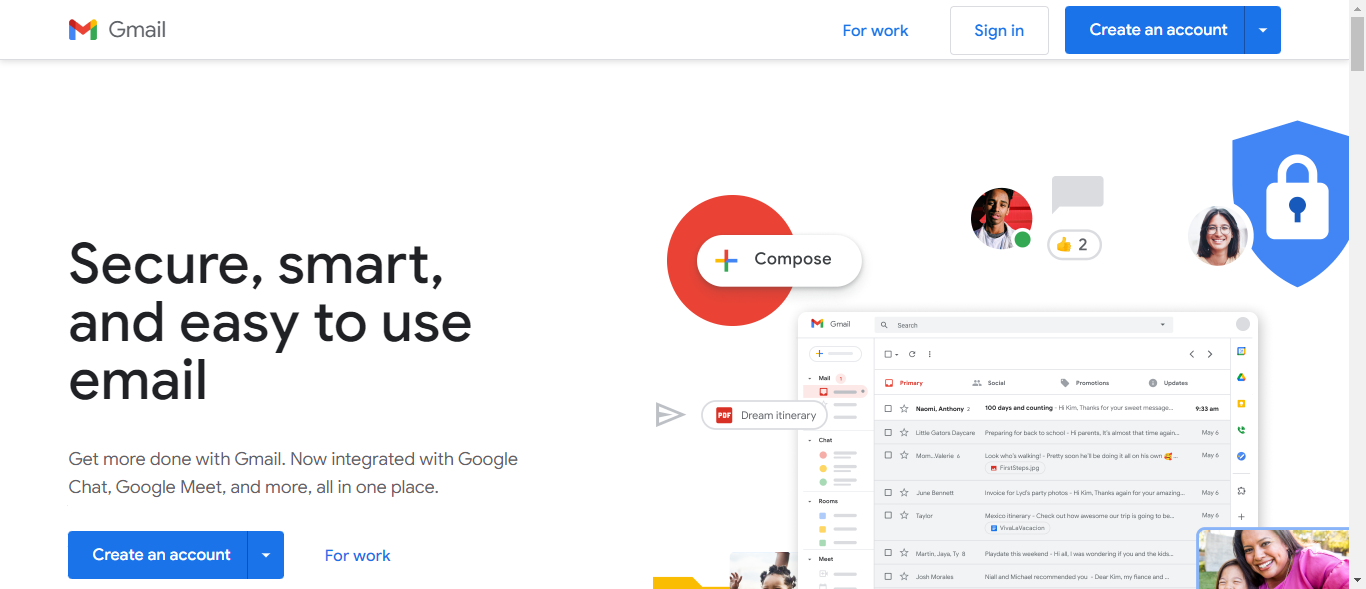 Gmail
For work
Sign in
Create an account
Secure, smart,
and easy to use
email
Get more done with Gmail. Now integrated with Google
Chat, Google Meet, and more, all in one place.
Create an account
For work
Compose
👍 2
Gmail
Search
Mail
1
Primary
Social
Promotions
Updates
Naomi, Anthony 2 100 days and counting - Hi Kim, Thanks for your sweet message... 9:33 am
PDF Dream itinerary
Little Gators Daycare Preparing for back to school - Hi parents, It's almost that time again... May 6
Chat
Mom...Valerie 6 Look who's walking! - Pretty soon he'll be doing it all on his own 🥰... May 6
FirstSteps.jpg
June Bennett Invoice for Lyd's party photos - Hi Kim, Thanks again for your amazing... May 6
Rooms
Taylor Mexico itinerary - Check out how awesome our trip is going to be... May 6
VivaLaVacacion
Meet
Martin, Jaya, Ty 8 Playdate this weekend - Hi all, I was wondering if you and the kids...
Josh Morales Niall and Michael recommended you - Dear Kim, my fiance and...